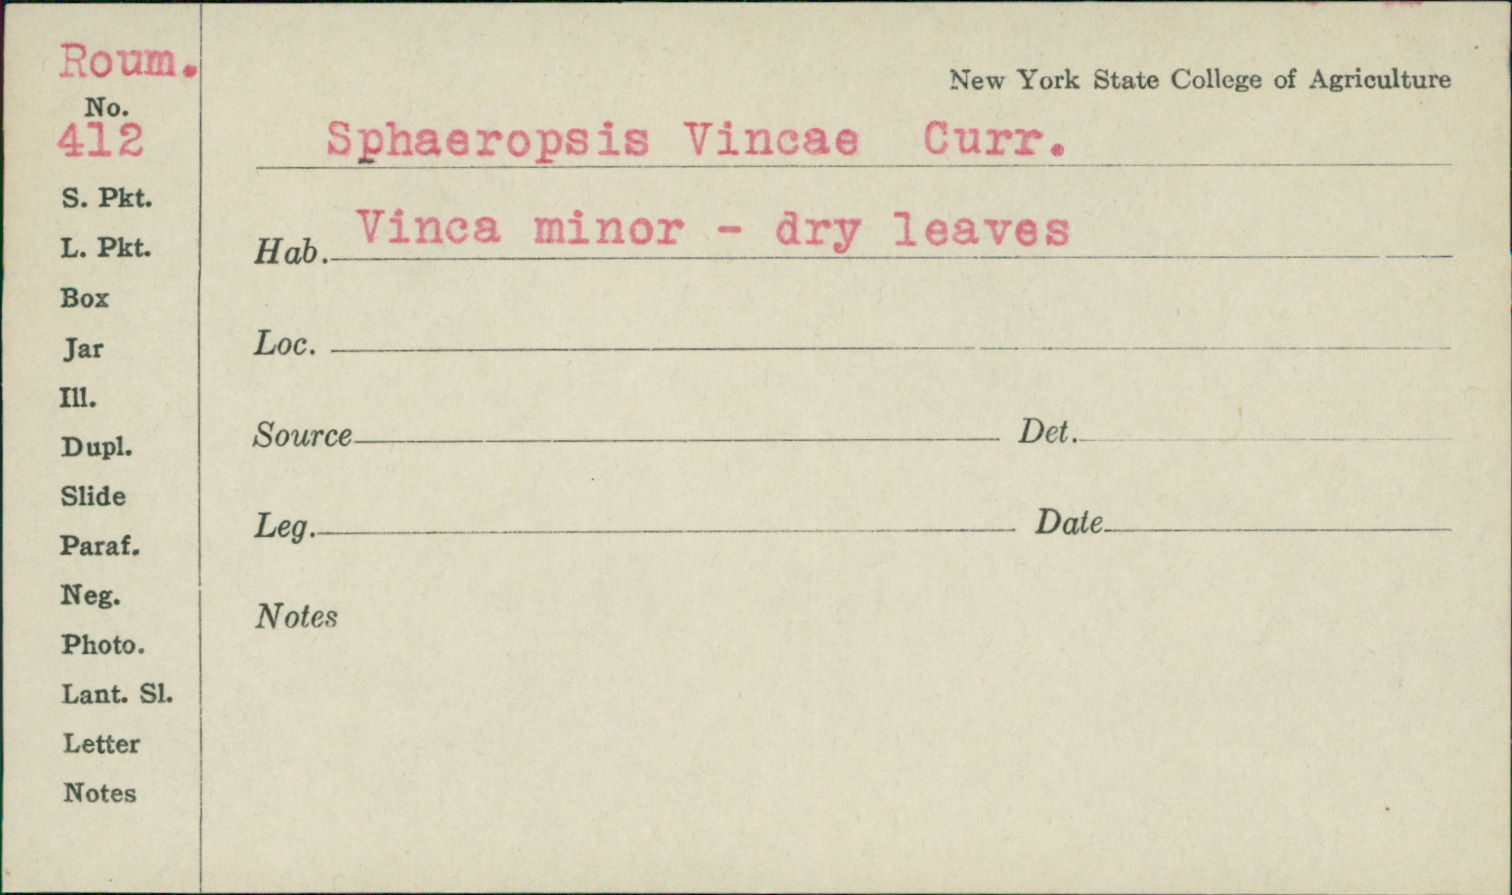 Roum.
No.
412
S. Pkt.
L. Pkt.
Box
Jar
Ill.
Dupl.
Slide
Paraf.
Neg.
Photo.
Lant. Sl.
Letter
Notes
New York State College of Agriculture
Sphaeropsis Vincae Curr.
Hab. Vinca minor - dry leaves
Loc.
Source Det.
Leg. Date
Notes